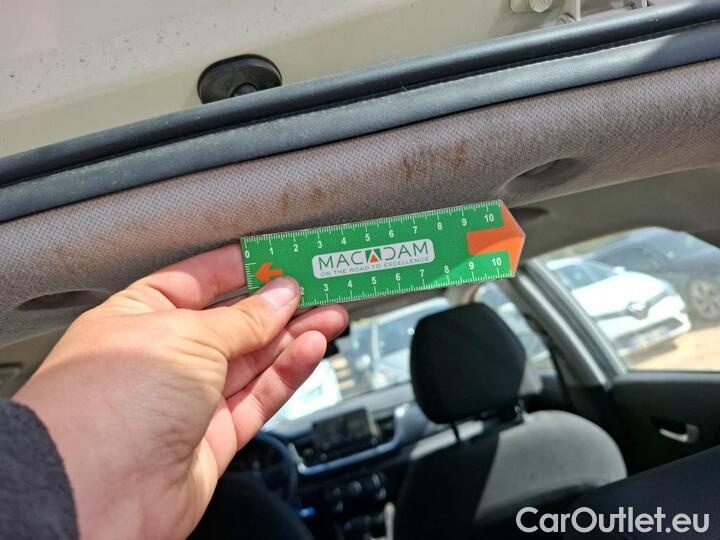 0 1 2 3 4 5 6 7 8 9 10
MACADAM
ON THE ROAD TO EXCELLENCE
2 3 4 5 6 7 8 9 10
CarOutlet.eu